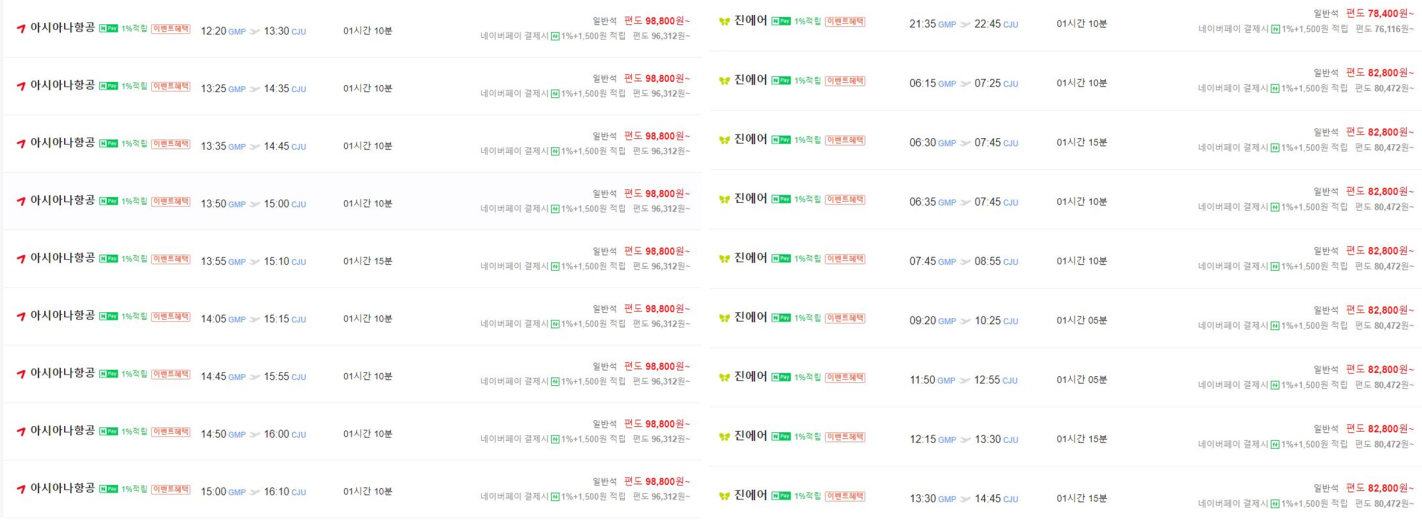 아시아나항공 N Pay 1%적립 이벤트혜택 12:20 GMP 13:30 CJU 01시간 10분 일반석 편도 98,800원~
네이버페이 결제시 N 1%+1,500원 적립 편도 96,312원~
아시아나항공 N Pay 1%적립 이벤트혜택 13:25 GMP 14:35 CJU 01시간 10분 일반석 편도 98,800원~
네이버페이 결제시 N 1%+1,500원 적립 편도 96,312원~
아시아나항공 N Pay 1%적립 이벤트혜택 13:35 GMP 14:45 CJU 01시간 10분 일반석 편도 98,800원~
네이버페이 결제시 N 1%+1,500원 적립 편도 96,312원~
아시아나항공 N Pay 1%적립 이벤트혜택 13:50 GMP 15:00 CJU 01시간 10분 일반석 편도 98,800원~
네이버페이 결제시 N 1%+1,500원 적립 편도 96,312원~
아시아나항공 N Pay 1%적립 이벤트혜택 13:55 GMP 15:10 CJU 01시간 15분 일반석 편도 98,800원~
네이버페이 결제시 N 1%+1,500원 적립 편도 96,312원~
아시아나항공 N Pay 1%적립 이벤트혜택 14:05 GMP 15:15 CJU 01시간 10분 일반석 편도 98,800원~
네이버페이 결제시 N 1%+1,500원 적립 편도 96,312원~
아시아나항공 N Pay 1%적립 이벤트혜택 14:45 GMP 15:55 CJU 01시간 10분 일반석 편도 98,800원~
네이버페이 결제시 N 1%+1,500원 적립 편도 96,312원~
아시아나항공 N Pay 1%적립 이벤트혜택 14:50 GMP 16:00 CJU 01시간 10분 일반석 편도 98,800원~
네이버페이 결제시 N 1%+1,500원 적립 편도 96,312원~
아시아나항공 N Pay 1%적립 이벤트혜택 15:00 GMP 16:10 CJU 01시간 10분 일반석 편도 98,800원~
네이버페이 결제시 N 1%+1,500원 적립 편도 96,312원~
진에어 N Pay 1%적립 이벤트혜택 21:35 GMP 22:45 CJU 01시간 10분 일반석 편도 78,400원~
네이버페이 결제시 N 1%+1,500원 적립 편도 76,116원~
진에어 N Pay 1%적립 이벤트혜택 06:15 GMP 07:25 CJU 01시간 10분 일반석 편도 82,800원~
네이버페이 결제시 N 1%+1,500원 적립 편도 80,472원~
진에어 N Pay 1%적립 이벤트혜택 06:30 GMP 07:45 CJU 01시간 15분 일반석 편도 82,800원~
네이버페이 결제시 N 1%+1,500원 적립 편도 80,472원~
진에어 N Pay 1%적립 이벤트혜택 06:35 GMP 07:45 CJU 01시간 10분 일반석 편도 82,800원~
네이버페이 결제시 N 1%+1,500원 적립 편도 80,472원~
진에어 N Pay 1%적립 이벤트혜택 07:45 GMP 08:55 CJU 01시간 10분 일반석 편도 82,800원~
네이버페이 결제시 N 1%+1,500원 적립 편도 80,472원~
진에어 N Pay 1%적립 이벤트혜택 09:20 GMP 10:25 CJU 01시간 05분 일반석 편도 82,800원~
네이버페이 결제시 N 1%+1,500원 적립 편도 80,472원~
진에어 N Pay 1%적립 이벤트혜택 11:50 GMP 12:55 CJU 01시간 05분 일반석 편도 82,800원~
네이버페이 결제시 N 1%+1,500원 적립 편도 80,472원~
진에어 N Pay 1%적립 이벤트혜택 12:15 GMP 13:30 CJU 01시간 15분 일반석 편도 82,800원~
네이버페이 결제시 N 1%+1,500원 적립 편도 80,472원~
진에어 N Pay 1%적립 이벤트혜택 13:30 GMP 14:45 CJU 01시간 15분 일반석 편도 82,800원~
네이버페이 결제시 N 1%+1,500원 적립 편도 80,472원~